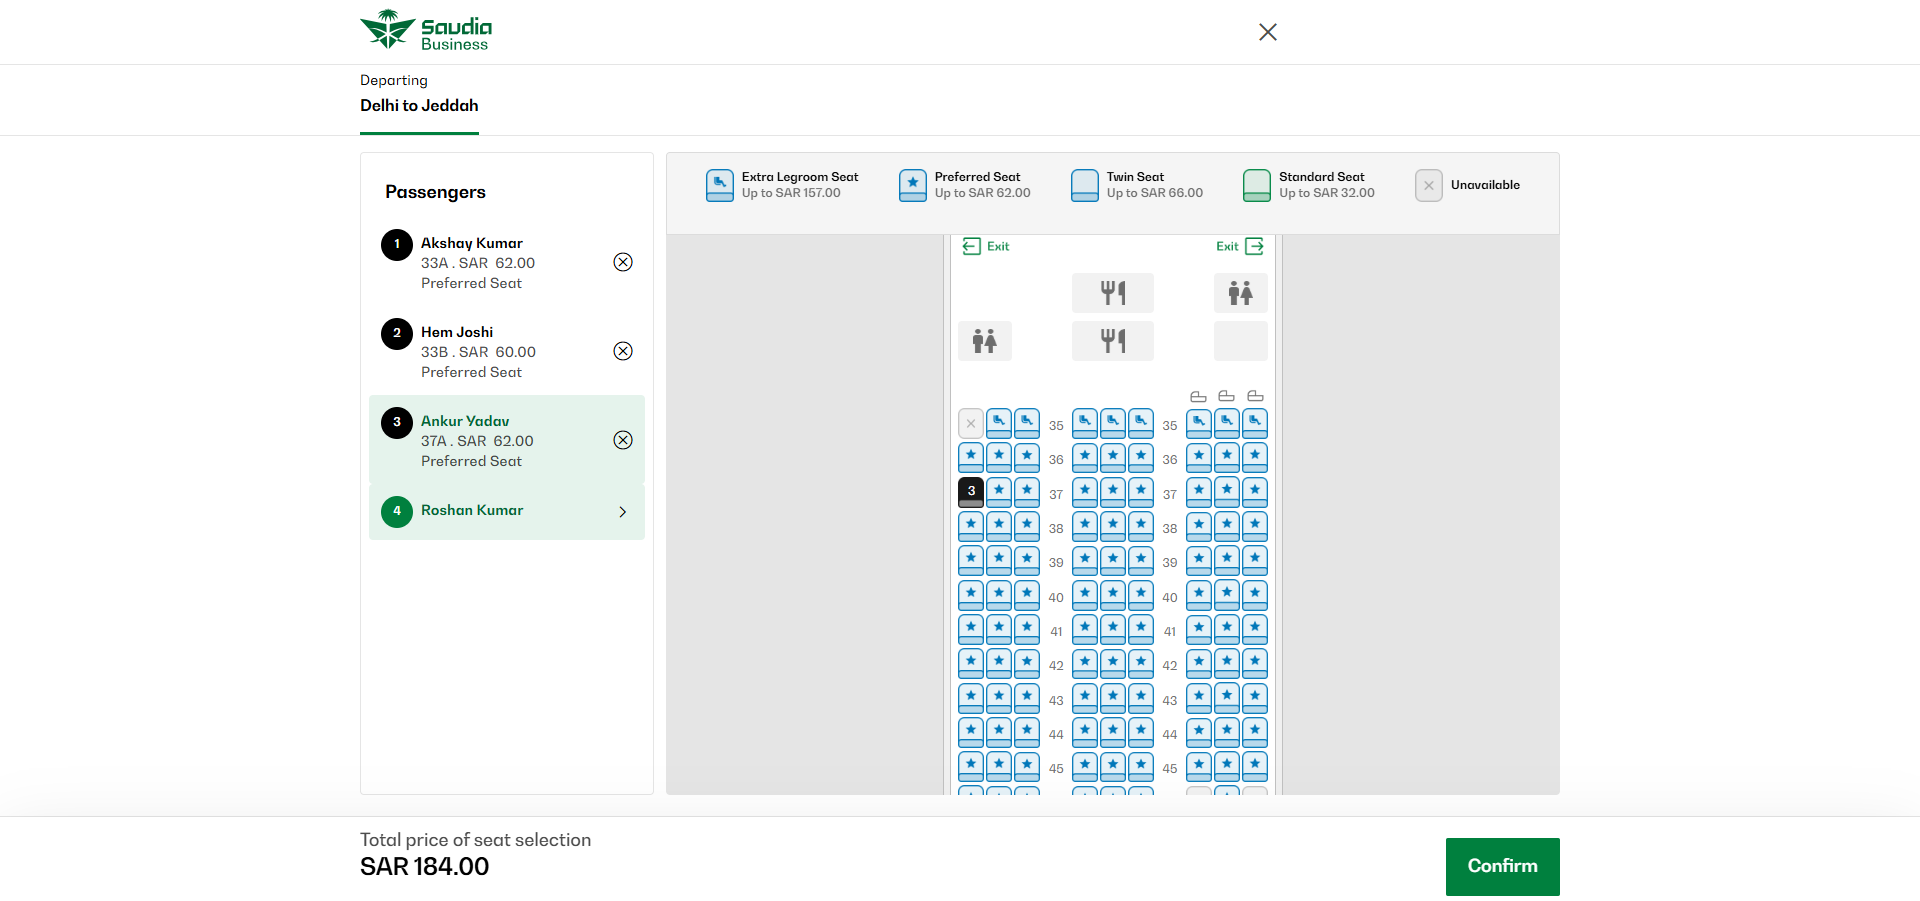 Saudia
Business
Departing
Delhi to Jeddah
Passengers
1
Akshay Kumar
33A . SAR 62.00
Preferred Seat
2
Hem Joshi
33B . SAR 60.00
Preferred Seat
3
Ankur Yadav
37A . SAR 62.00
Preferred Seat
4
Roshan Kumar
Extra Legroom Seat
Up to SAR 157.00
Preferred Seat
Up to SAR 62.00
Twin Seat
Up to SAR 66.00
Standard Seat
Up to SAR 32.00
Unavailable
Exit Exit
35 35
36 36
3 37 37
38 38
39 39
40 40
41 41
42 42
43 43
44 44
45 45
Total price of seat selection
SAR 184.00
Confirm